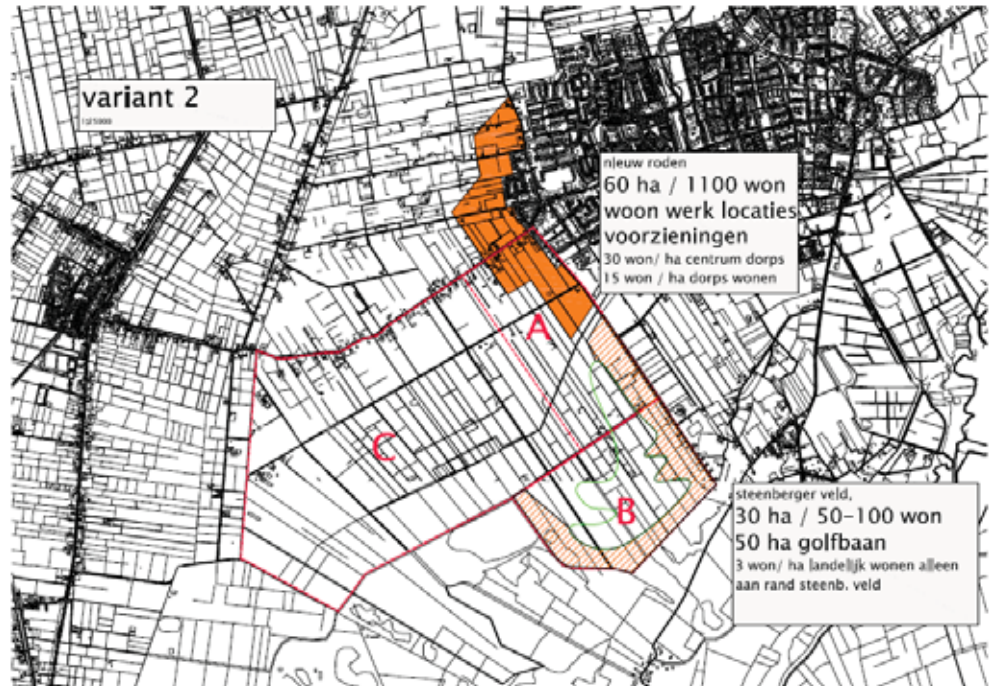 variant 2
nieuw roden
60 ha / 1100 won
woon werk locaties
voorzieningen
30 won/ ha centrum dorps
15 won / ha dorps wonen
A
C
B
steenberger veld,
30 ha / 50-100 won
50 ha golfbaan
3 won/ ha landelijk wonen alleen
aan rand steenb. veld